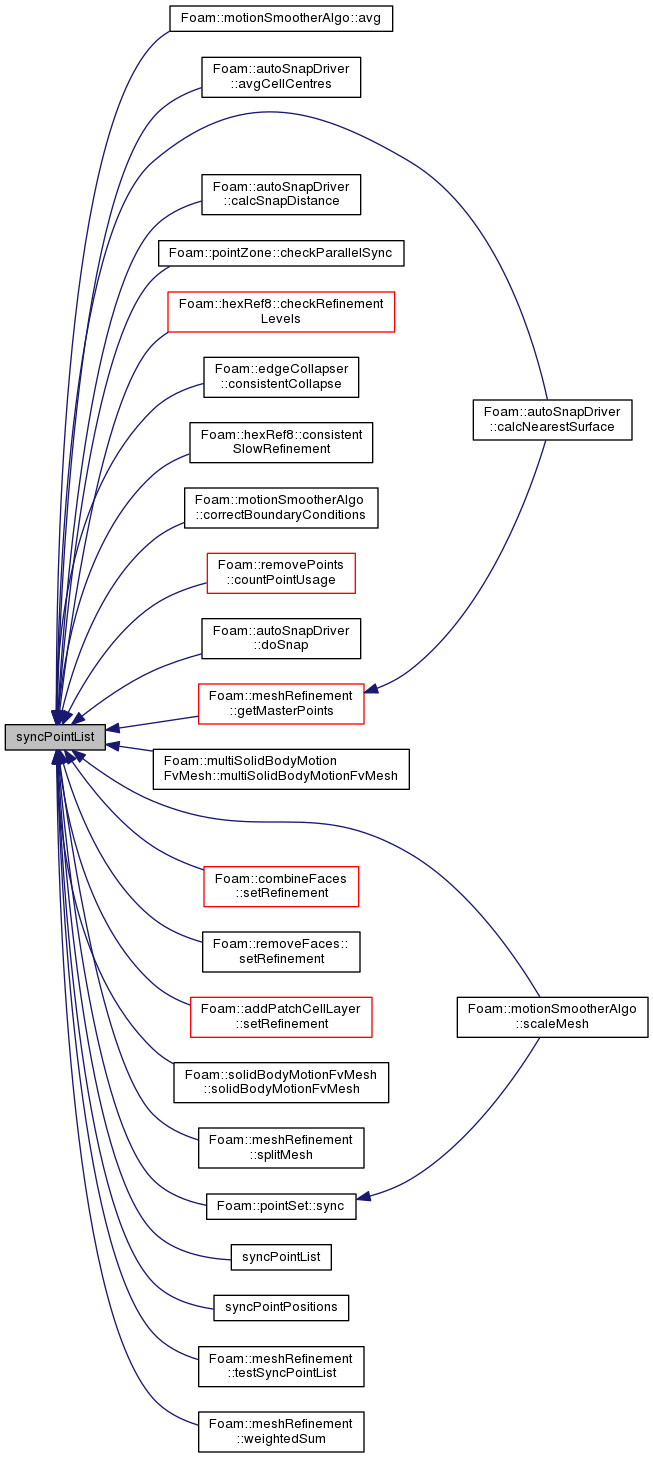 Foam::motionSmootherAlgo::avg
Foam::autoSnapDriver
::avgCellCentres
Foam::autoSnapDriver
::calcSnapDistance
Foam::pointZone::checkParallelSync
Foam::hexRef8::checkRefinement
Levels
Foam::edgeCollapser
::consistentCollapse
Foam::autoSnapDriver
::calcNearestSurface
Foam::hexRef8::consistent
SlowRefinement
Foam::motionSmootherAlgo
::correctBoundaryConditions
Foam::removePoints
::countPointUsage
Foam::autoSnapDriver
::doSnap
Foam::meshRefinement
::getMasterPoints
syncPointList
Foam::multiSolidBodyMotion
FvMesh::multiSolidBodyMotionFvMesh
Foam::combineFaces
::setRefinement
Foam::removeFaces::
setRefinement
Foam::addPatchCellLayer
::setRefinement
Foam::motionSmootherAlgo
::scaleMesh
Foam::solidBodyMotionFvMesh
::solidBodyMotionFvMesh
Foam::meshRefinement
::splitMesh
Foam::pointSet::sync
syncPointList
syncPointPositions
Foam::meshRefinement
::testSyncPointList
Foam::meshRefinement
::weightedSum